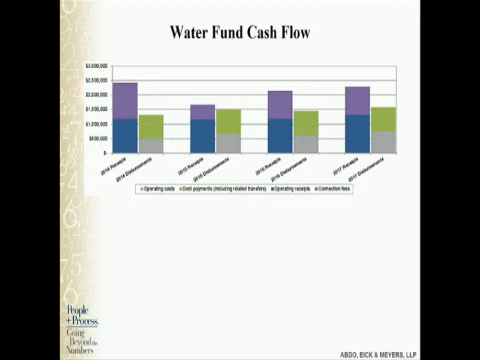 Water Fund Cash Flow
$3,000,000
$2,500,000
$2,000,000
$1,500,000
$1,000,000
$500,000
$-
2014 Receipts
2014 Disbursements
2015 Receipts
2015 Disbursements
2016 Receipts
2016 Disbursements
2017 Receipts
2017 Disbursements
Operating costs
Debt payments (including related transfers)
Operating receipts
Connection fees
People
+Process.
Going
Beyond the
Numbers
ABDO, EICK & MEYERS, LLP